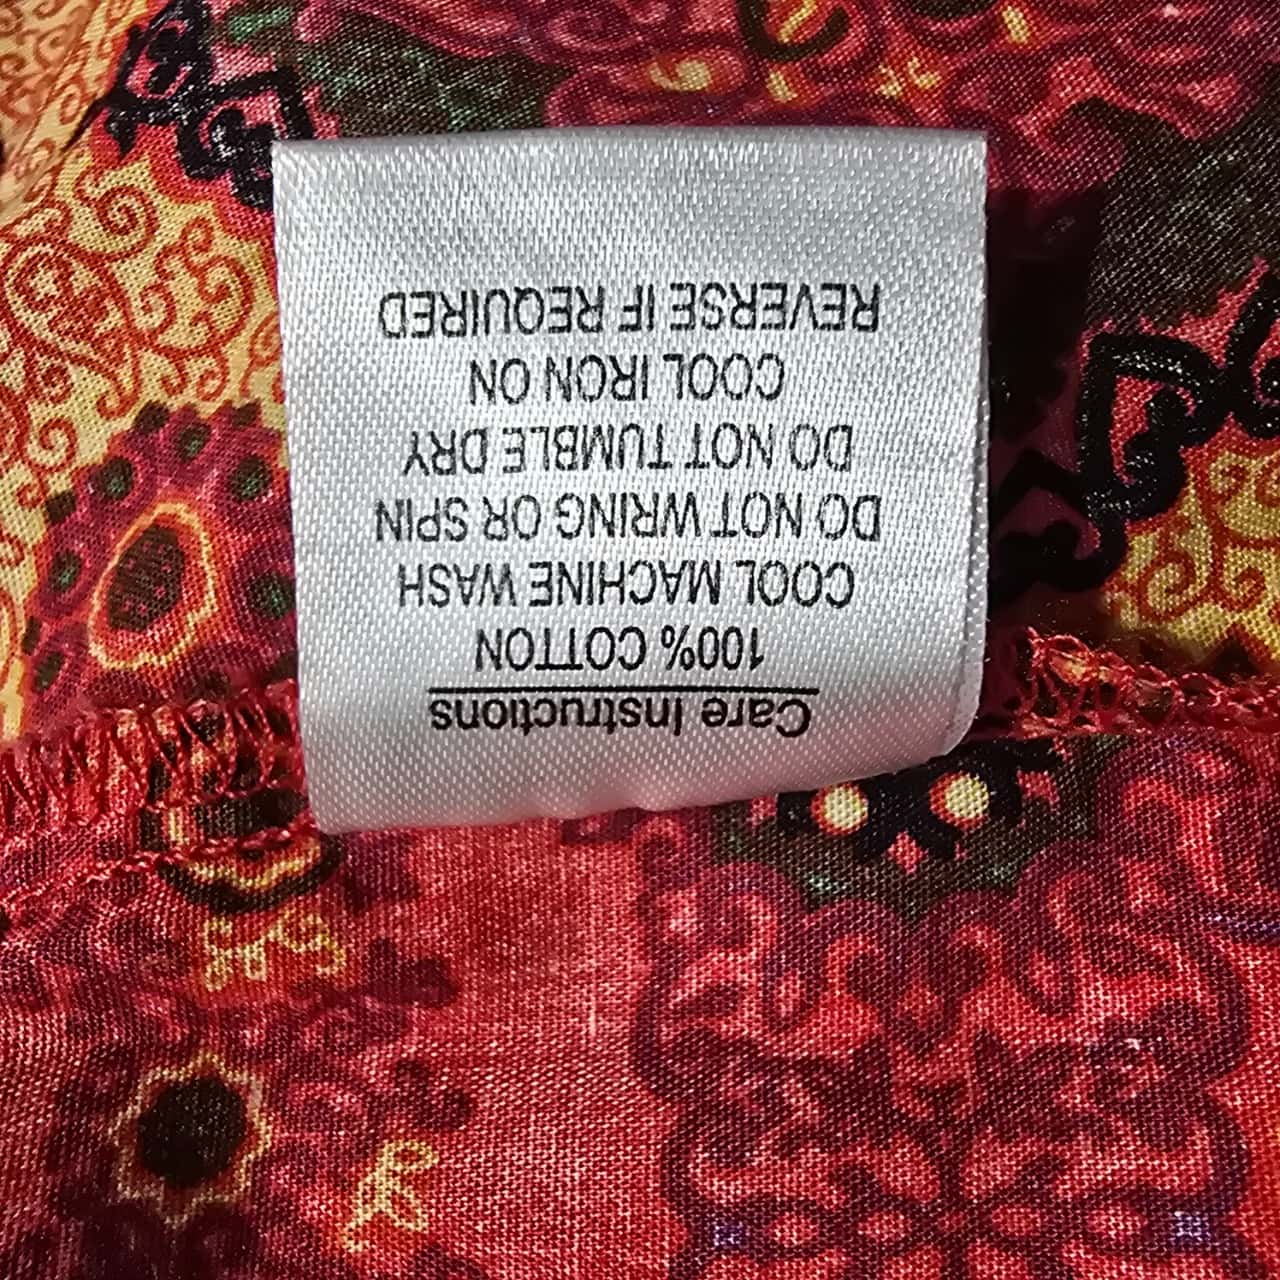 Care Instructions
100% COTTON
COOL MACHINE WASH
DO NOT WRING OR SPIN
DO NOT TUMBLE DRY
COOL IRON ON
REVERSE IF REQUIRED